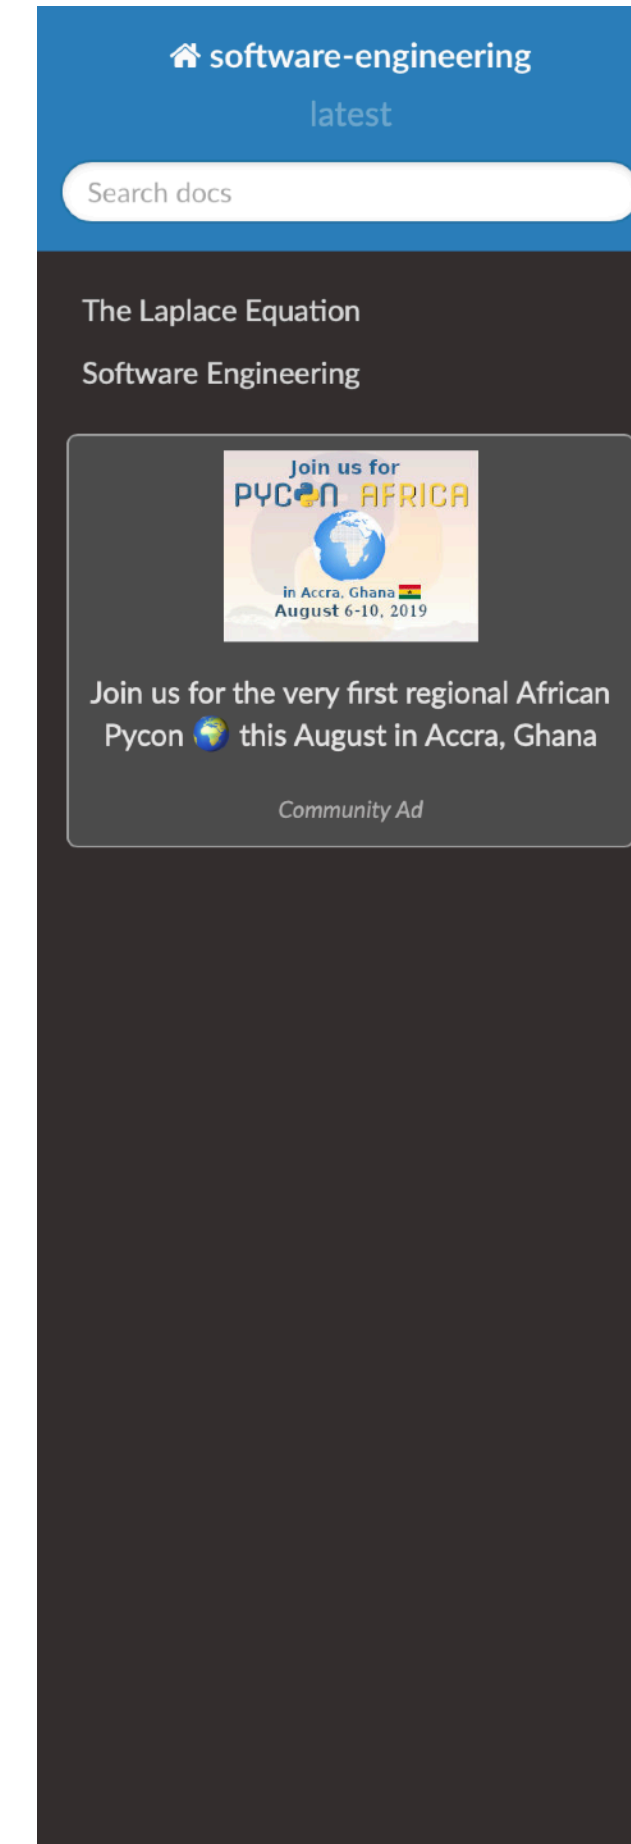 software-engineering
latest
Search docs
The Laplace Equation
Software Engineering
Join us for
PYCON AFRICA
in Accra, Ghana
August 6-10, 2019
Join us for the very first regional African
Pycon 🌍 this August in Accra, Ghana
Community Ad